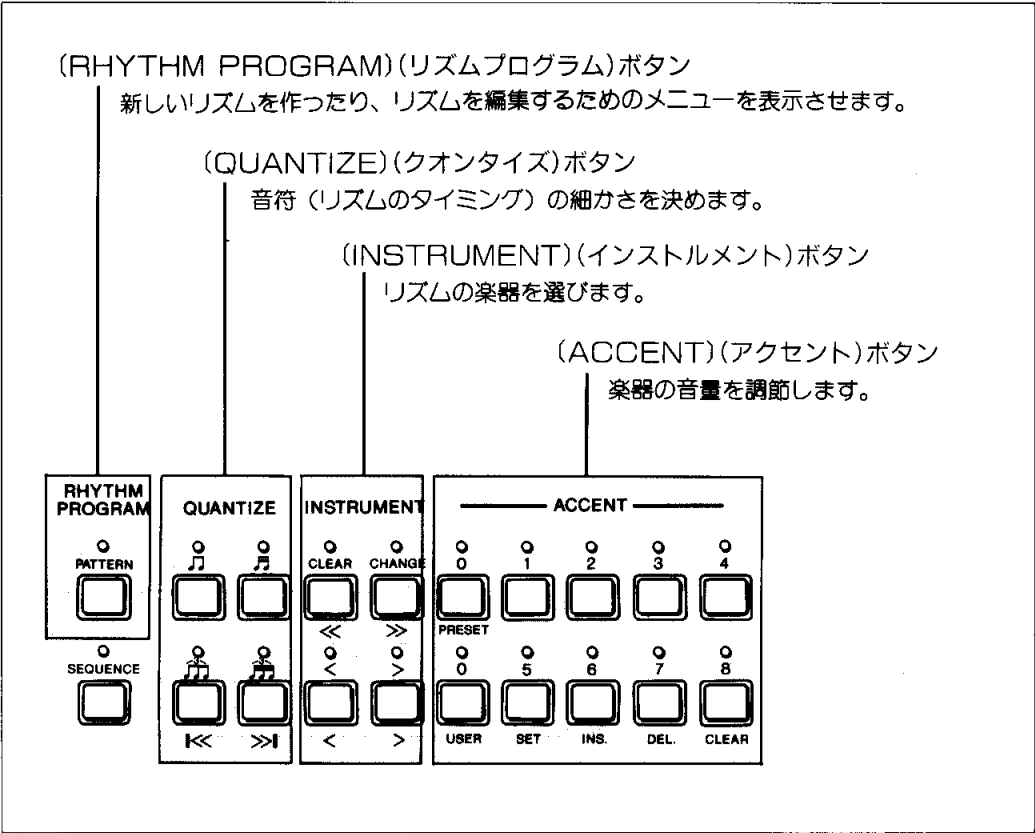 (RHYTHM PROGRAM)(リズムプログラム)ボタン
新しいリズムを作ったり、リズムを編集するためのメニューを表示させます。
(QUANTIZE)(クオンタイズ)ボタン
音符（リズムのタイミング）の細かさを決めます。
(INSTRUMENT)(インストルメント)ボタン
リズムの楽器を選びます。
(ACCENT)(アクセント)ボタン
楽器の音量を調節します。
RHYTHM
PROGRAM QUANTIZE INSTRUMENT ACCENT
PATTERN ♫ ♬ CLEAR CHANGE 0 1 2 3 4
≪ ≫ PRESET
SEQUENCE 3 3 < > 0 5 6 7 8
|≪ ≫| < > USER SET INS. DEL. CLEAR